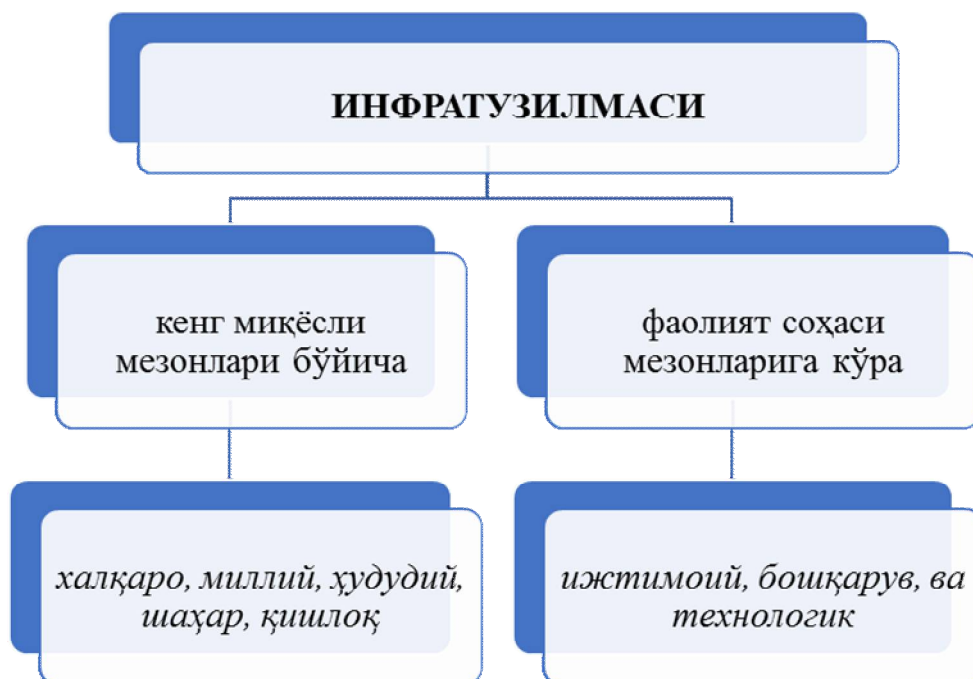 ИНФРАТУЗИЛМАСИ
кенг миқёсли
мезонлари бўйича
фаолият соҳаси
мезонларига кўра
халқаро, миллий, ҳудудий,
шаҳар, қишлоқ
ижтимоий, бошқарув, ва
технологик